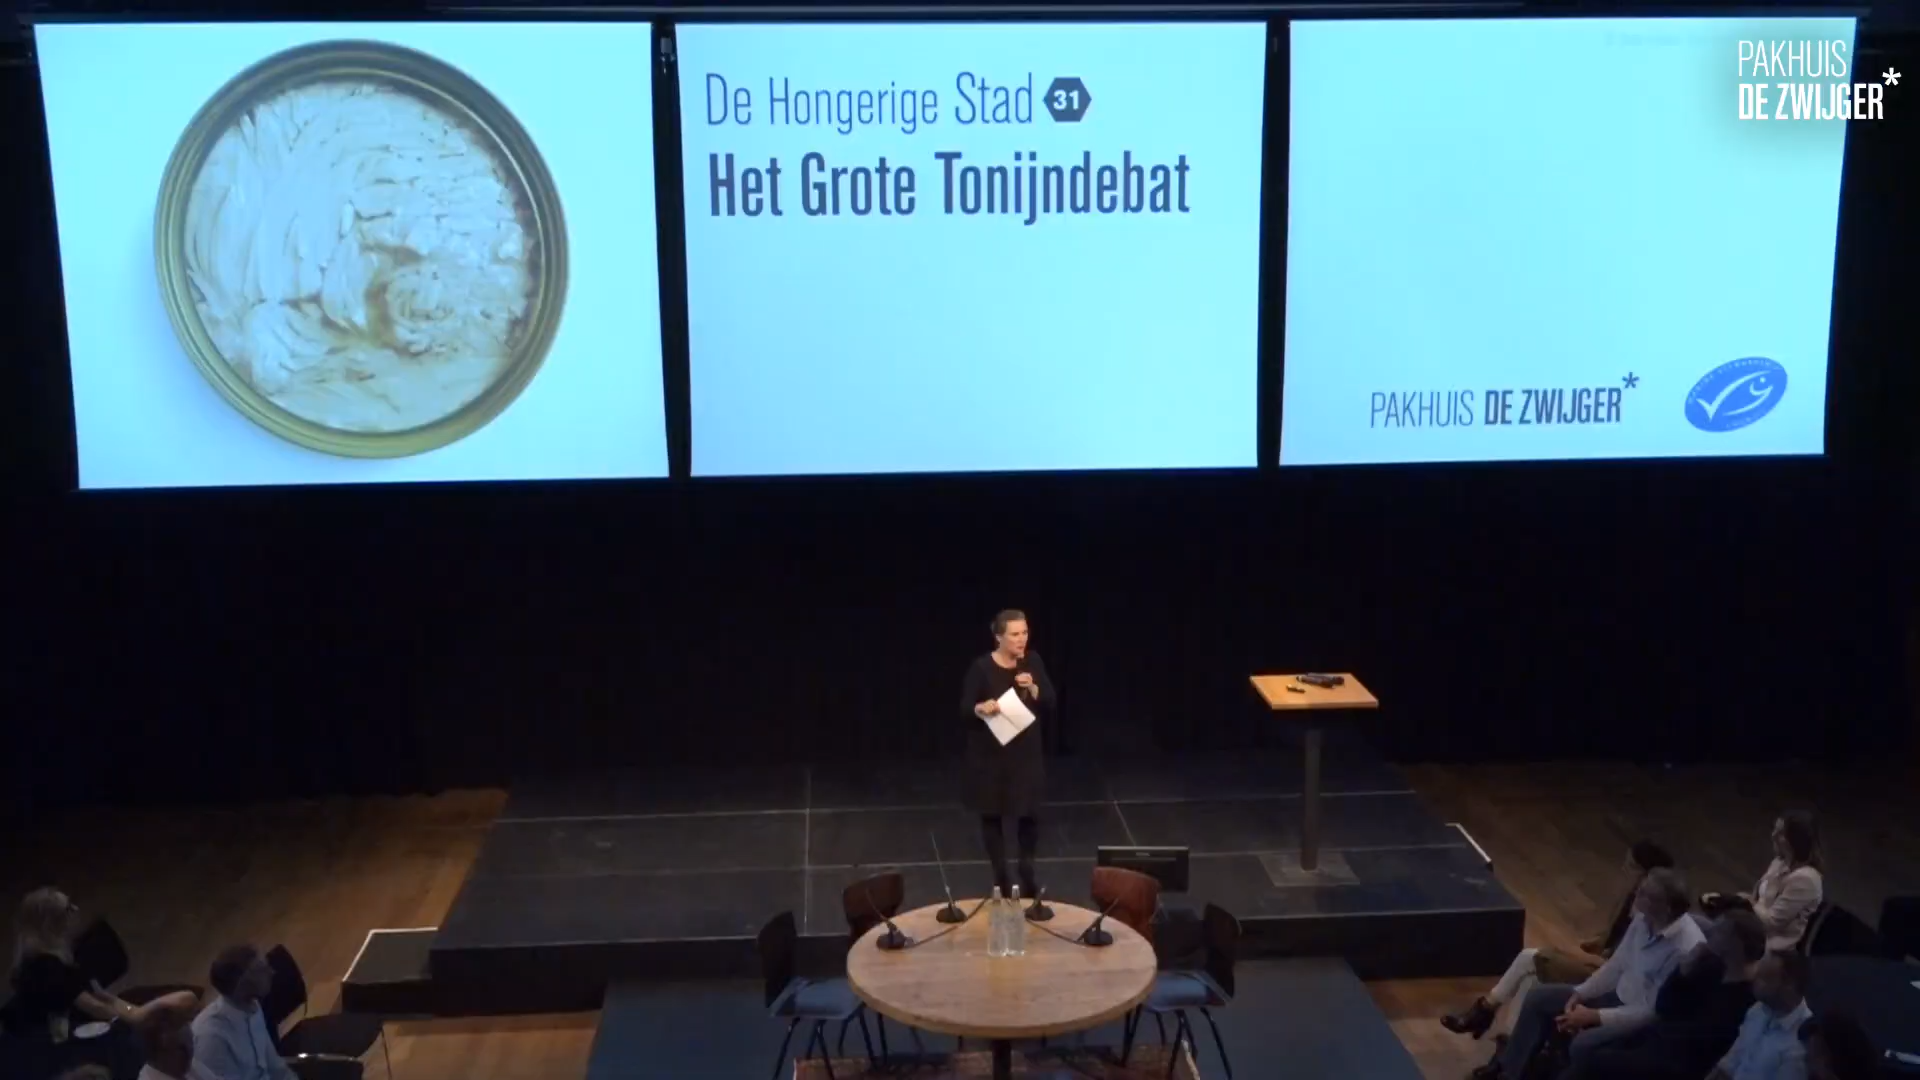 De Hongerige Stad 31
Het Grote Tonijndebat
PAKHUIS
DE ZWIJGER*
PAKHUIS DE ZWIJGER*